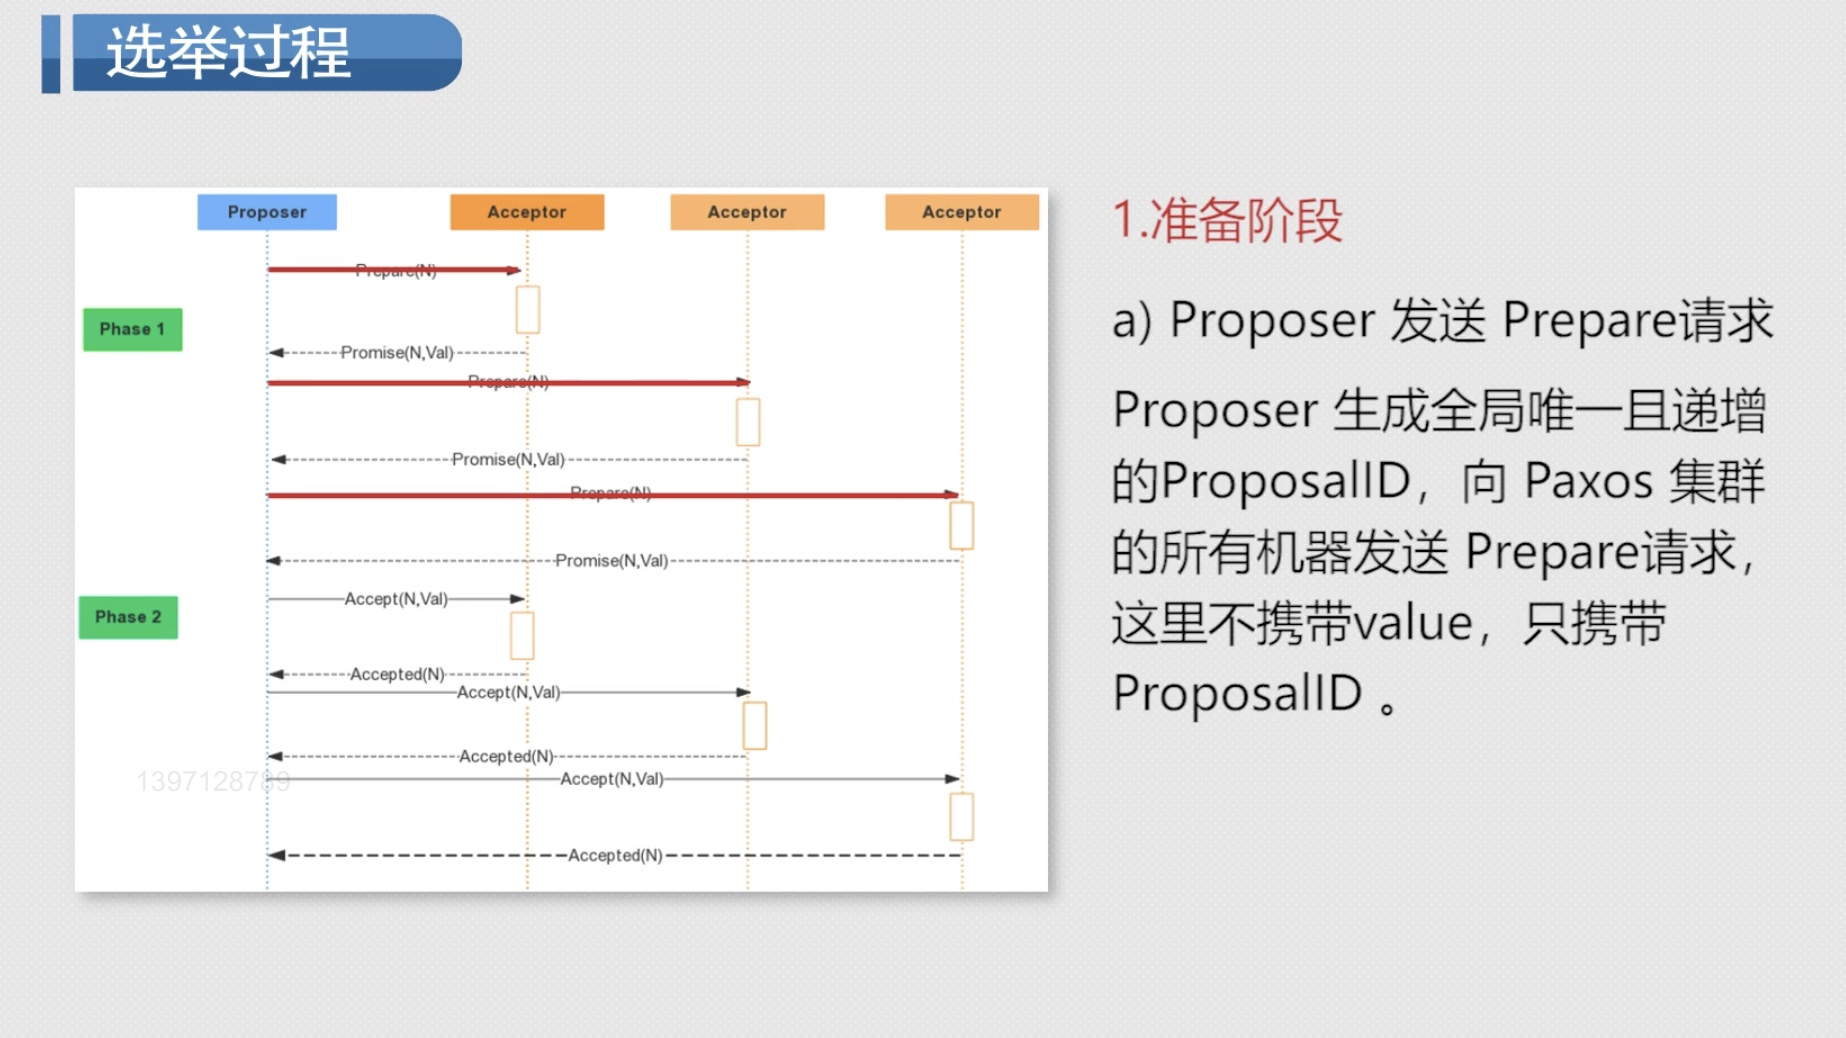 选举过程
Proposer
Acceptor
Acceptor
Acceptor
Prepare(N)
Phase 1
Promise(N,Val)
Prepare(N)
Promise(N,Val)
Prepare(N)
Promise(N,Val)
Accept(N,Val)
Phase 2
Accepted(N)
Accept(N,Val)
Accepted(N)
Accept(N,Val)
1397128789
Accepted(N)
1.准备阶段
a) Proposer 发送 Prepare请求
Proposer 生成全局唯一且递增
的ProposalID，向 Paxos 集群
的所有机器发送 Prepare请求，
这里不携带value，只携带
ProposalID 。